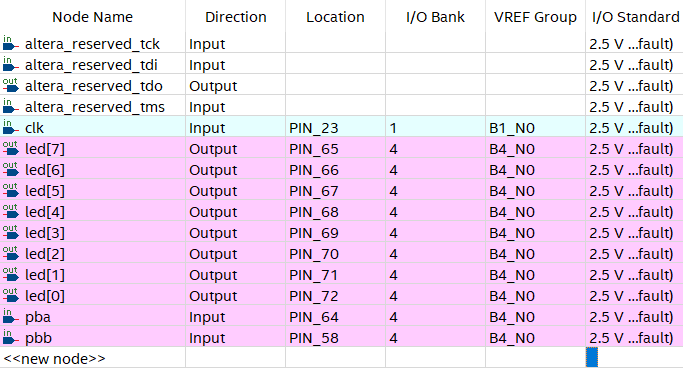 Node Name Direction Location I/O Bank VREF Group I/O Standard
in altera_reserved_tck Input 2.5 V ...fault)
in altera_reserved_tdi Input 2.5 V ...fault)
out altera_reserved_tdo Output 2.5 V ...fault)
in altera_reserved_tms Input 2.5 V ...fault)
in clk Input PIN_23 1 B1_N0 2.5 V ...fault)
out led[7] Output PIN_65 4 B4_N0 2.5 V ...fault)
out led[6] Output PIN_66 4 B4_N0 2.5 V ...fault)
out led[5] Output PIN_67 4 B4_N0 2.5 V ...fault)
out led[4] Output PIN_68 4 B4_N0 2.5 V ...fault)
out led[3] Output PIN_69 4 B4_N0 2.5 V ...fault)
out led[2] Output PIN_70 4 B4_N0 2.5 V ...fault)
out led[1] Output PIN_71 4 B4_N0 2.5 V ...fault)
out led[0] Output PIN_72 4 B4_N0 2.5 V ...fault)
in pba Input PIN_64 4 B4_N0 2.5 V ...fault)
in pbb Input PIN_58 4 B4_N0 2.5 V ...fault)
<<new node>>